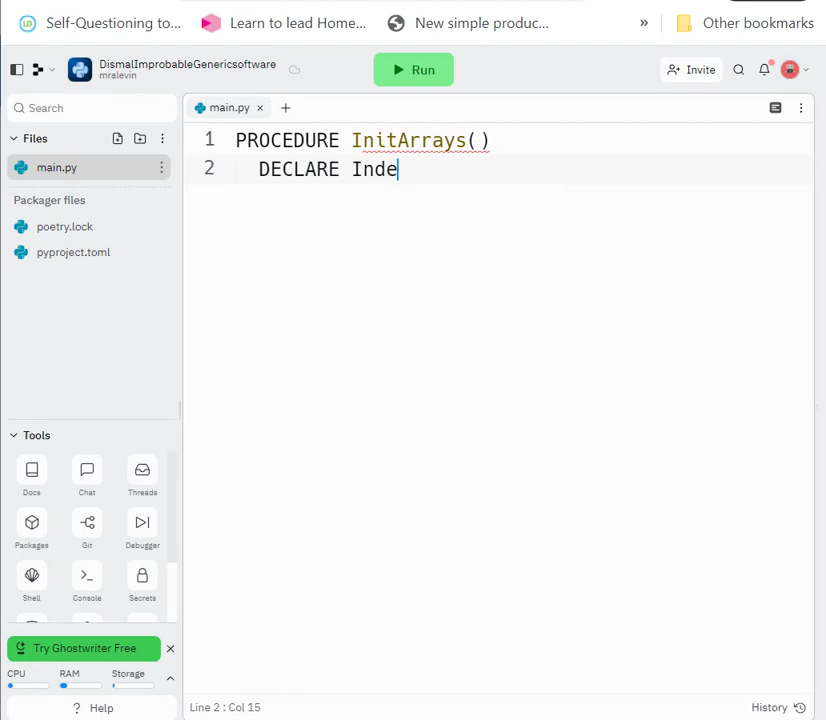 Self-Questioning to...
Learn to lead Home...
New simple produc...
»
Other bookmarks
DismalImprobableGenericsoftware
mralevin
Run
Invite
Search
main.py ×
Files
main.py
Packager files
poetry.lock
pyproject.toml
1 PROCEDURE InitArrays()
2 DECLARE Inde
Tools
Docs Chat Threads
Packages Git Debugger
Shell Console Secrets
Try Ghostwriter Free
CPU RAM Storage
? Help
Line 2 : Col 15
History